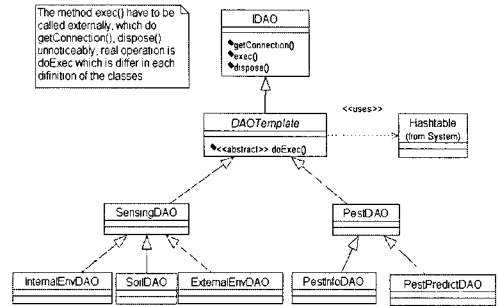 The method exec() have to be
called externally, which do
getConnection(), dispose()
unnoticeably, real operation is
doExec which is differ in each
difinition of the classes
IDAO
getConnection()
exec()
dispose()
DAOTemplate
<<abstract>> doExec()
<<uses>>
Hashtable
(from System)
SensingDAO
PestDAO
InternalEnvDAO
SoilDAO
ExternalEnvDAO
PestInfoDAO
PestPredictDAO